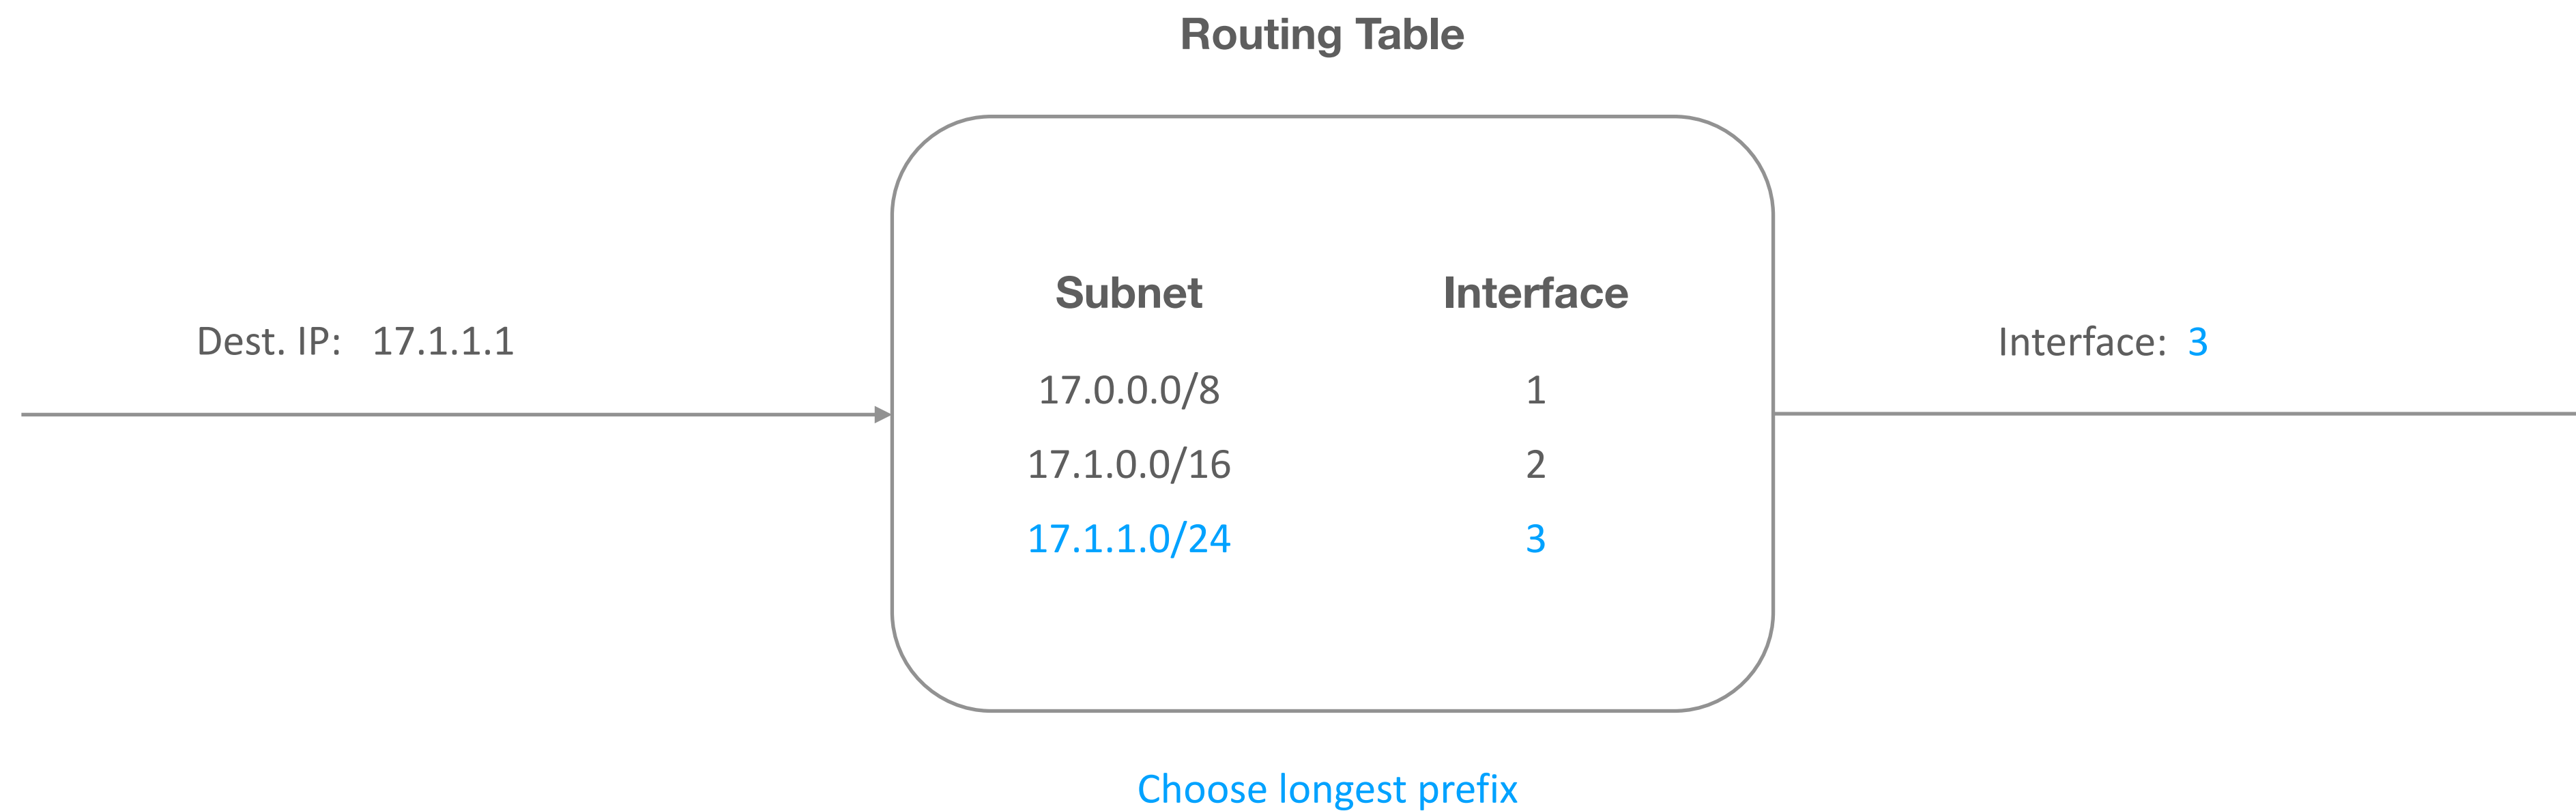 Routing Table
Dest. IP: 17.1.1.1
Subnet Interface
17.0.0.0/8 1
17.1.0.0/16 2
17.1.1.0/24 3
Interface: 3
Choose longest prefix